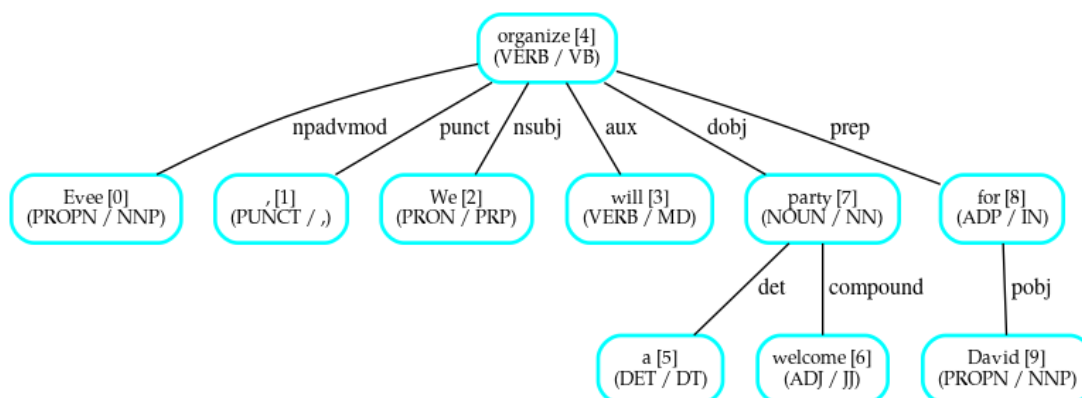 organize [4]
(VERB / VB)
npadvmod
punct
nsubj
aux
dobj
prep
Evee [0]
(PROPN / NNP)
, [1]
(PUNCT / ,)
We [2]
(PRON / PRP)
will [3]
(VERB / MD)
party [7]
(NOUN / NN)
for [8]
(ADP / IN)
det
compound
pobj
a [5]
(DET / DT)
welcome [6]
(ADJ / JJ)
David [9]
(PROPN / NNP)